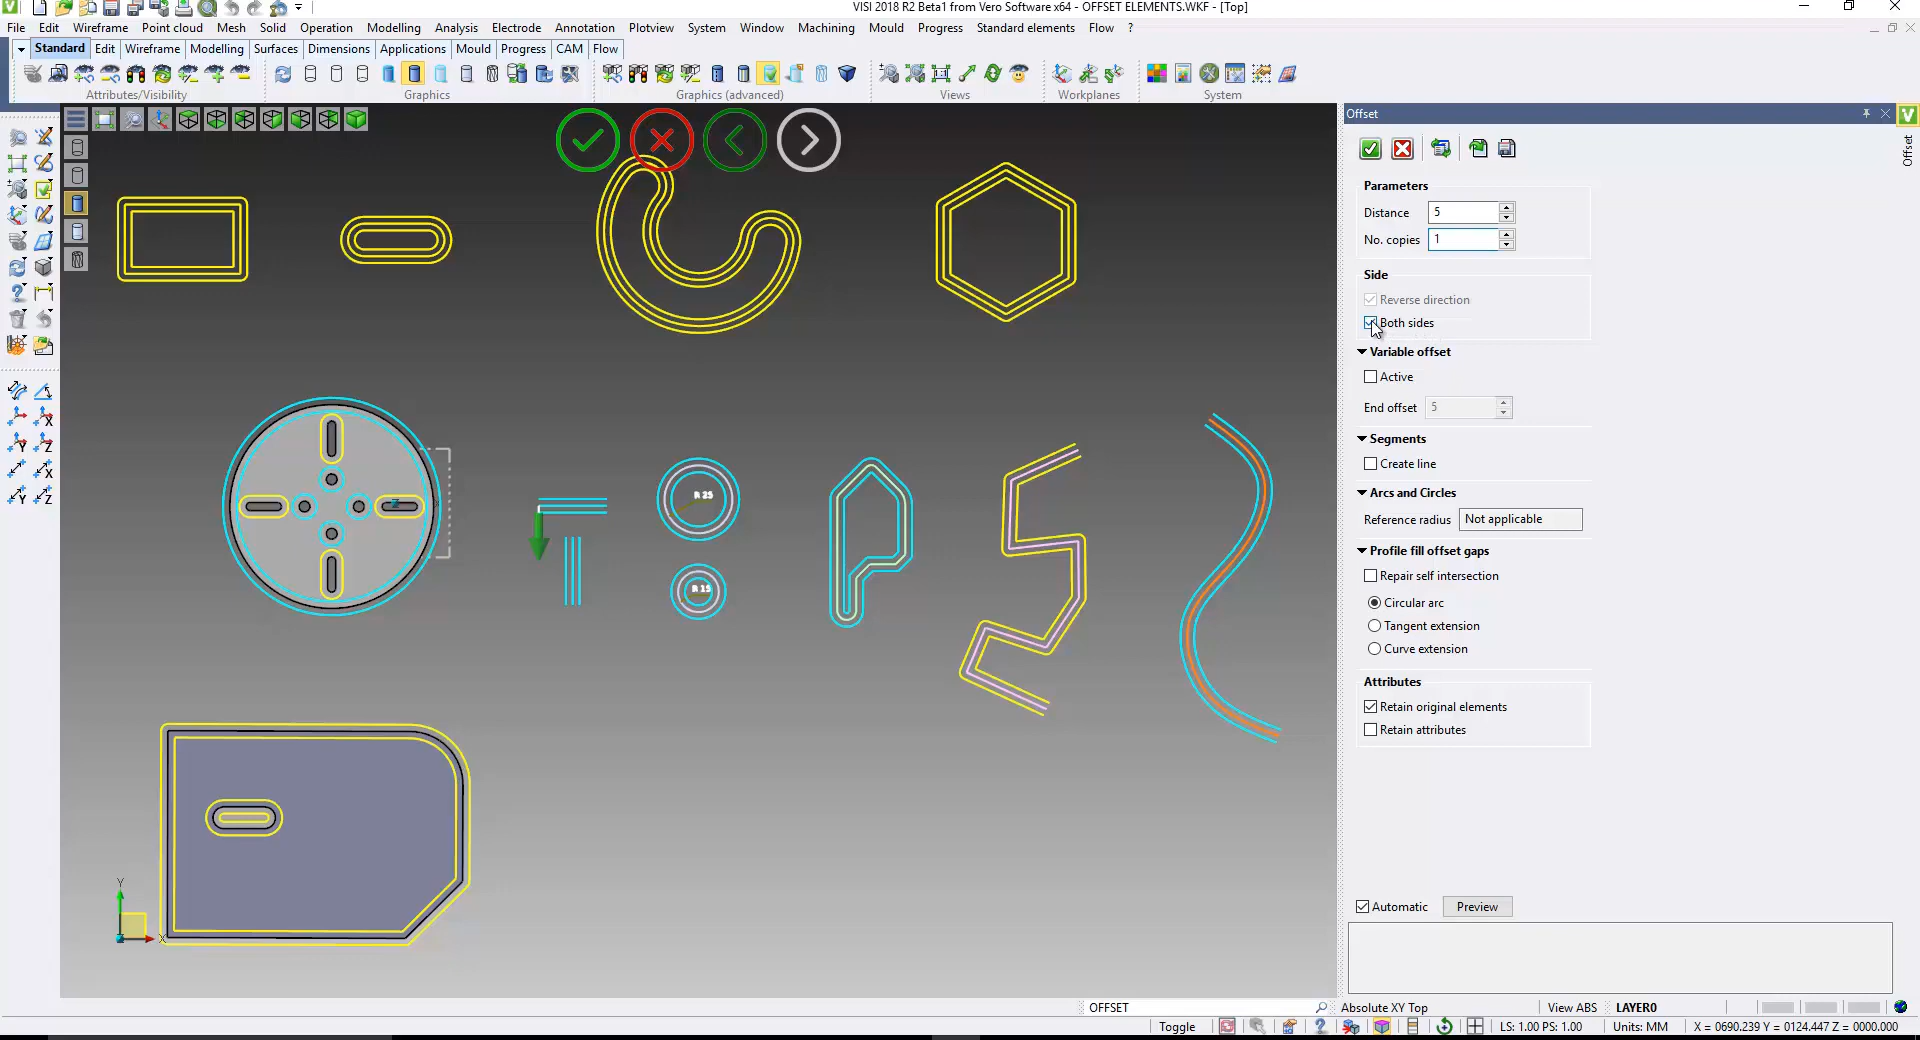 VISI 2018 R2 Beta1 from Vero Software x64 - OFFSET ELEMENTS.WKF - [Top]
File Edit Wireframe Point cloud Mesh Solid Operation Modelling Analysis Electrode Annotation Plotview System Window Machining Mould Progress Standard elements Flow ?
Standard Edit Wireframe Modelling Surfaces Dimensions Applications Mould Progress CAM Flow
Attributes/Visibility Graphics Graphics (advanced) Views Workplanes System
Offset
Offset
Parameters
Distance 5
No. copies 1
Side
Reverse direction
Both sides
Variable offset
Active
End offset 5
Segments
Create line
Arcs and Circles
Reference radius Not applicable
Profile fill offset gaps
Repair self intersection
Circular arc
Tangent extension
Curve extension
Attributes
Retain original elements
Retain attributes
R 25
R 15
Y
X
Automatic Preview
OFFSET Absolute XY Top View ABS LAYER0
Toggle LS: 1.00 PS: 1.00 Units: MM X = 0690.239 Y = 0124.447 Z = 0000.000